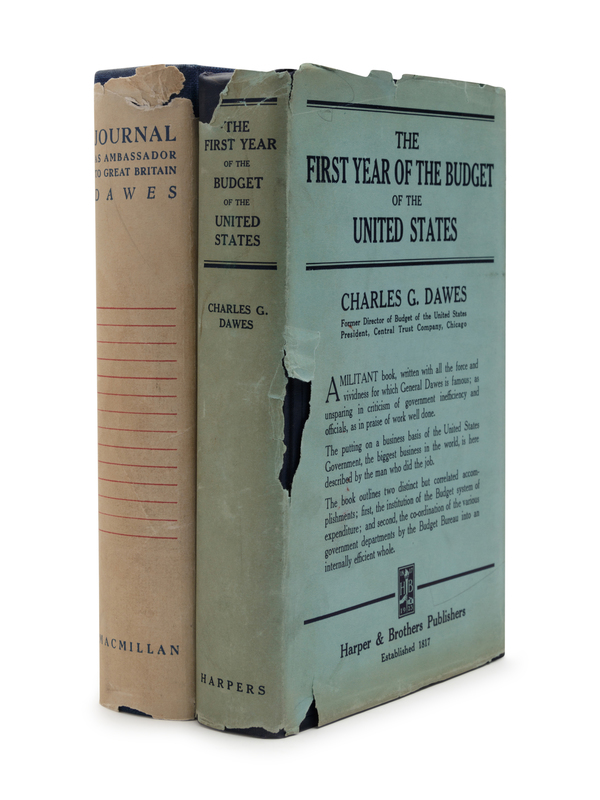 JOURNAL
AS AMBASSADOR
TO GREAT BRITAIN
DAWES
MACMILLAN
THE
FIRST YEAR
OF THE
BUDGET
OF THE
UNITED
STATES
CHARLES G.
DAWES
HARPERS
THE
FIRST YEAR OF THE BUDGET
OF THE
UNITED STATES
CHARLES G. DAWES
Former Director of Budget of the United States
President, Central Trust Company, Chicago
A MILITANT book, written with all the force and
vividness for which General Dawes is famous; as
unsparing in criticism of government inefficiency and
officials, as in praise of work well done.
The putting on a business basis of the United States
Government, the biggest business in the world, is here
described by the man who did the job.
The book outlines two distinct but correlated accom-
plishments; first, the institution of the Budget system of
expenditure; and second, the co-ordination of the various
government departments by the Budget Bureau into an
internally efficient whole.
H B
Harper & Brothers Publishers
Established 1817